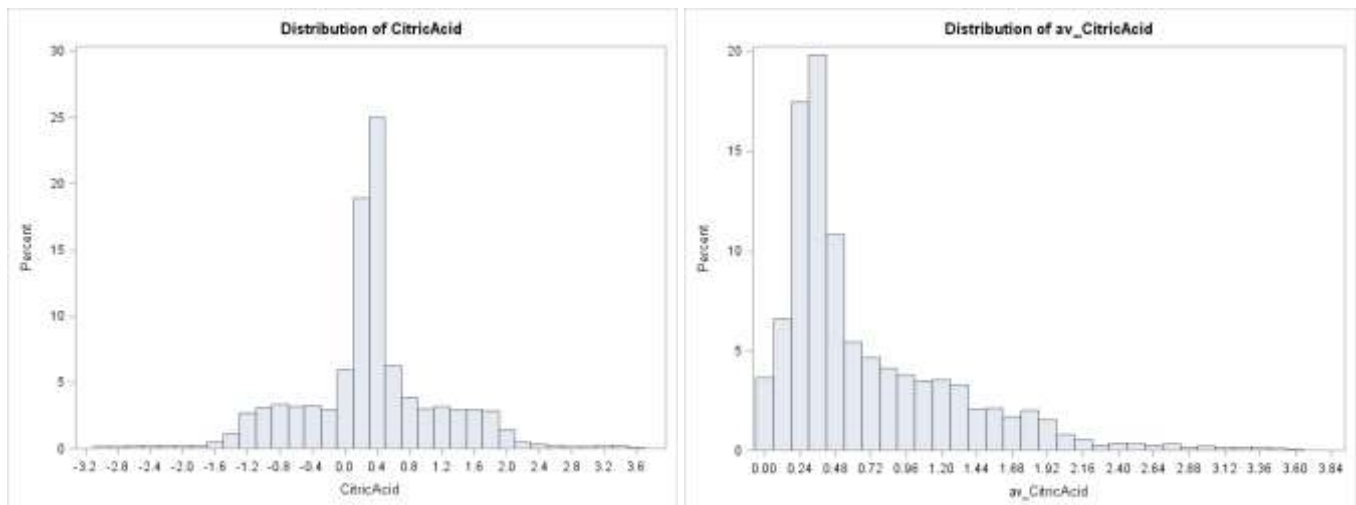 Distribution of CitricAcid
30
25
20
15
10
5
0
Percent
-3.2 -2.8 -2.4 -2.0 -1.6 -1.2 -0.8 -0.4 0.0 0.4 0.8 1.2 1.6 2.0 2.4 2.8 3.2 3.6
CitricAcid
Distribution of av_CitricAcid
20
15
10
5
0
Percent
0.00 0.24 0.48 0.72 0.96 1.20 1.44 1.68 1.92 2.16 2.40 2.64 2.88 3.12 3.36 3.60 3.84
av_CitricAcid